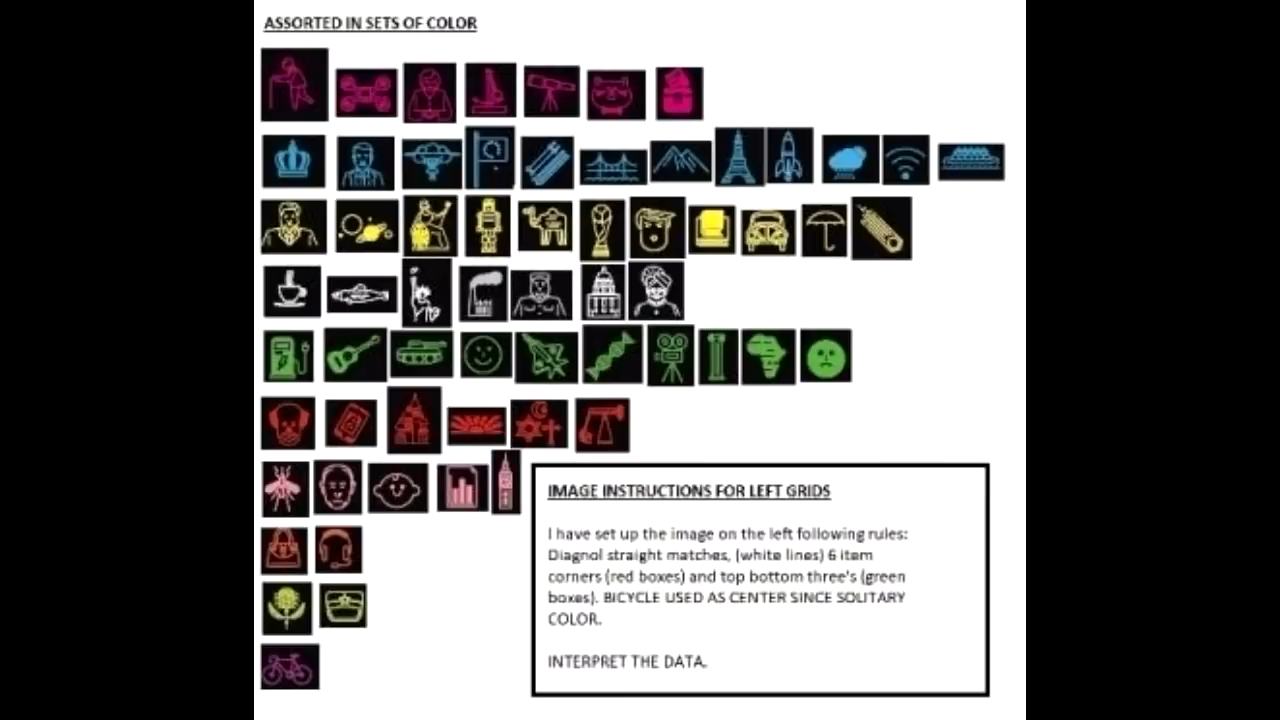 ASSORTED IN SETS OF COLOR
IMAGE INSTRUCTIONS FOR LEFT GRIDS
I have set up the image on the left following rules:
Diagnol straight matches, (white lines) 6 item
corners (red boxes) and top bottom three's (green
boxes). BICYCLE USED AS CENTER SINCE SOLITARY
COLOR.
INTERPRET THE DATA.